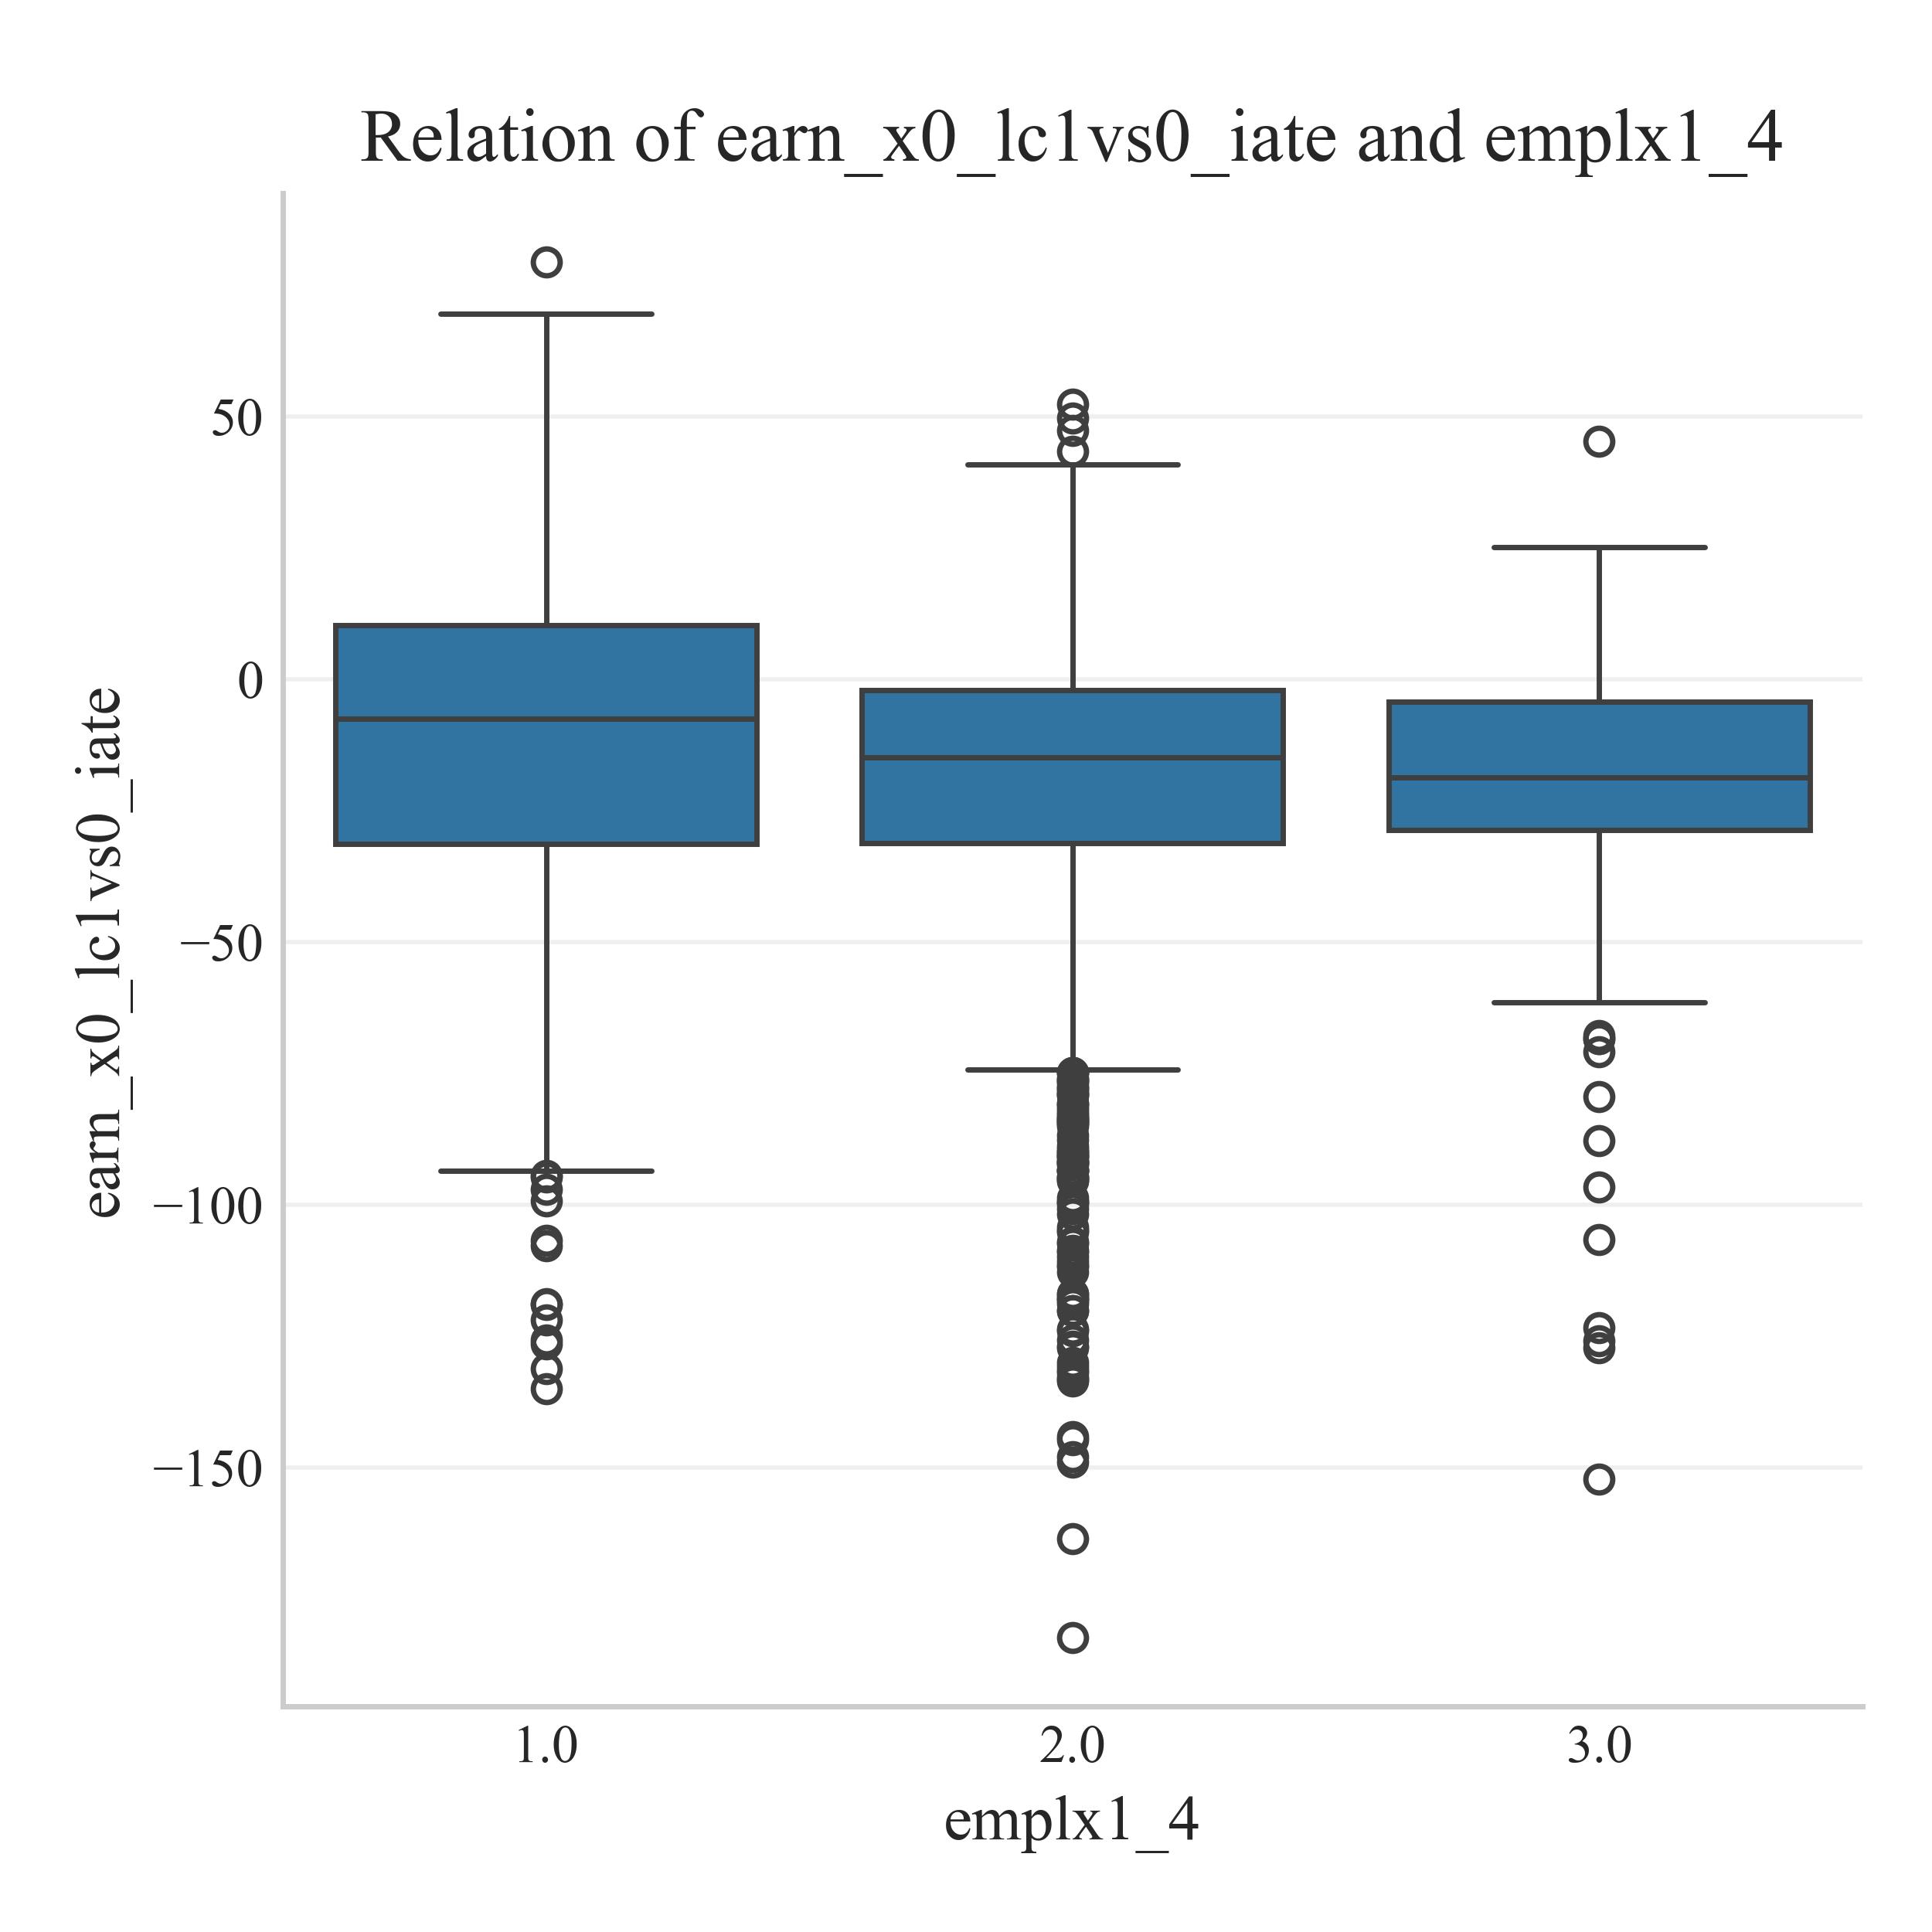 Relation of earn_x0_lc1vs0_iate and emplx1_4
50
0
−50
−100
−150
earn_x0_lc1vs0_iate
1.0 2.0 3.0
emplx1_4